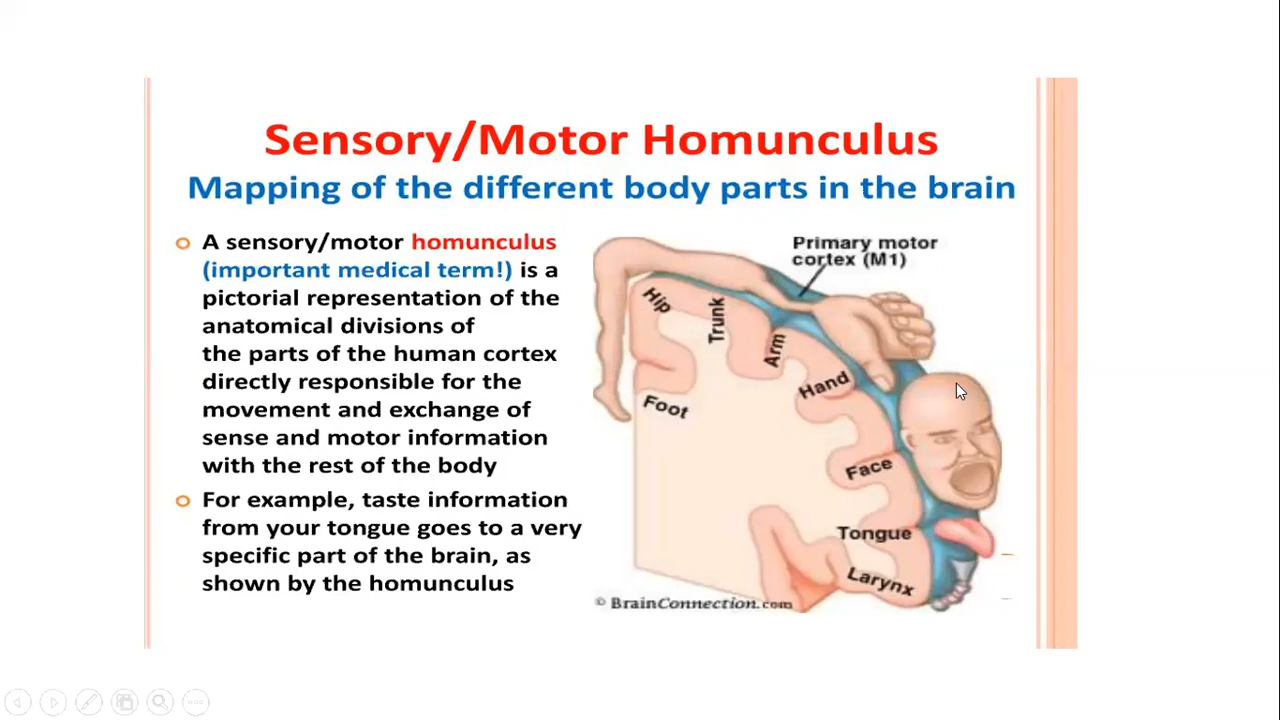 Sensory/Motor Homunculus
Mapping of the different body parts in the brain
A sensory/motor homunculus
(important medical term!) is a
pictorial representation of the
anatomical divisions of
the parts of the human cortex
directly responsible for the
movement and exchange of
sense and motor information
with the rest of the body
For example, taste information
from your tongue goes to a very
specific part of the brain, as
shown by the homunculus
Primary motor
cortex (M1)
Hip
Trunk
Arm
Hand
Foot
Face
Tongue
Larynx
© BrainConnection.com